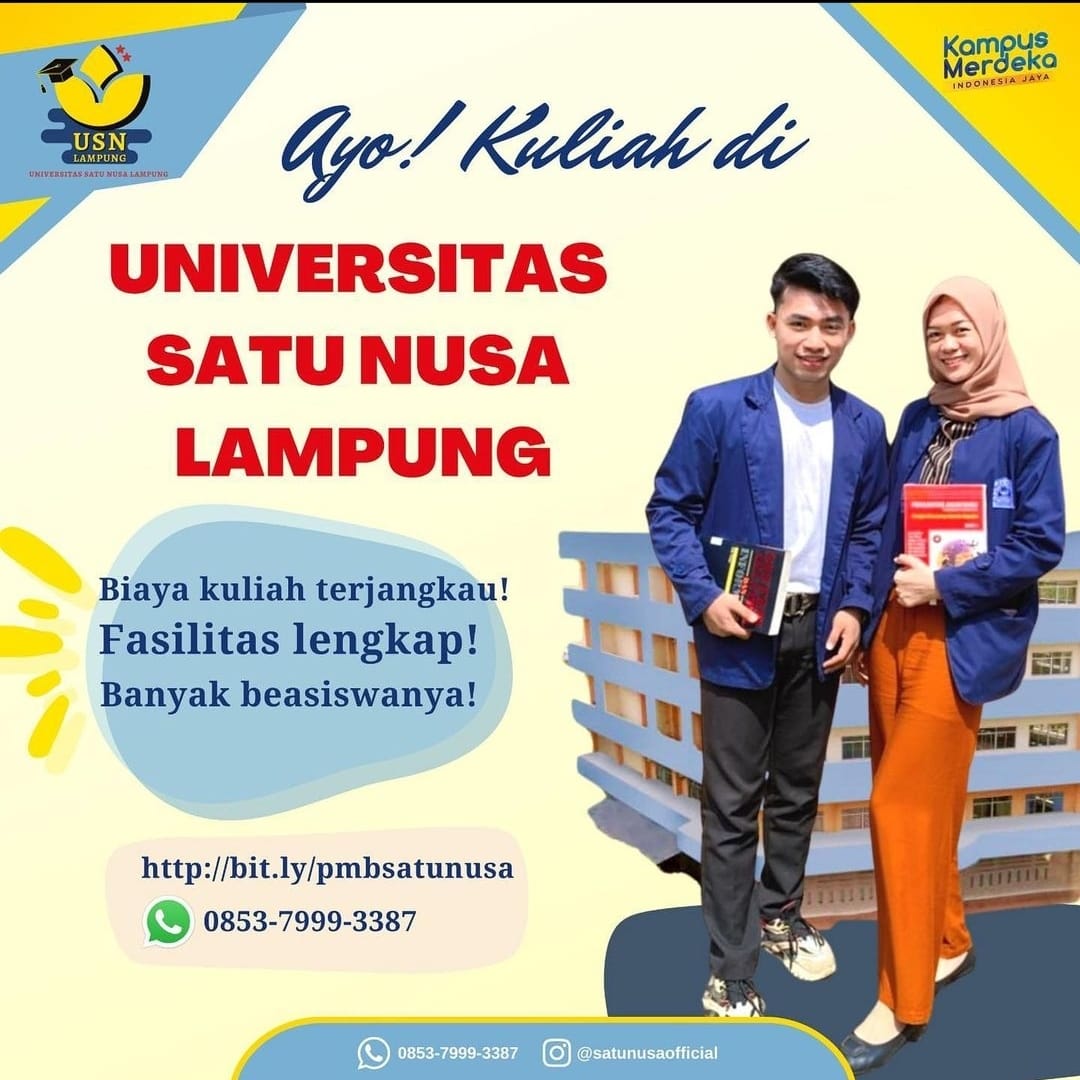 USN
LAMPUNG
UNIVERSITAS SATU NUSA LAMPUNG
Kampus
Merdeka
INDONESIA JAYA
Ayo! Kuliah di
UNIVERSITAS
SATU NUSA
LAMPUNG
Biaya kuliah terjangkau!
Fasilitas lengkap!
Banyak beasiswanya!
http://bit.ly/pmbsatunusa
0853-7999-3387
0853-7999-3387
@satunusaofficial